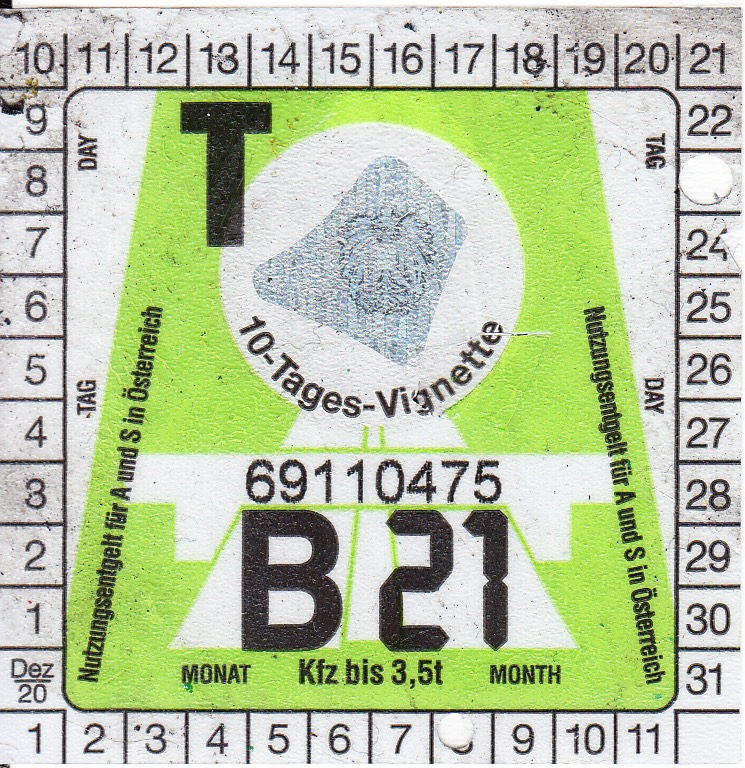 10 11 12 13 14 15 16 17 18 19 20 21
9 22
8
7 24
6 25
5 26
4 27
3 28
2 29
1 30
Dez 20 31
1 2 3 4 5 6 7 9 10 11
DAY
TAG
T
10-Tages-Vignette
TAG
DAY
Nutzungsentgelt für A und S in Österreich
Nutzungsentgelt für A und S in Österreich
69110475
B 21
MONAT Kfz bis 3,5t MONTH